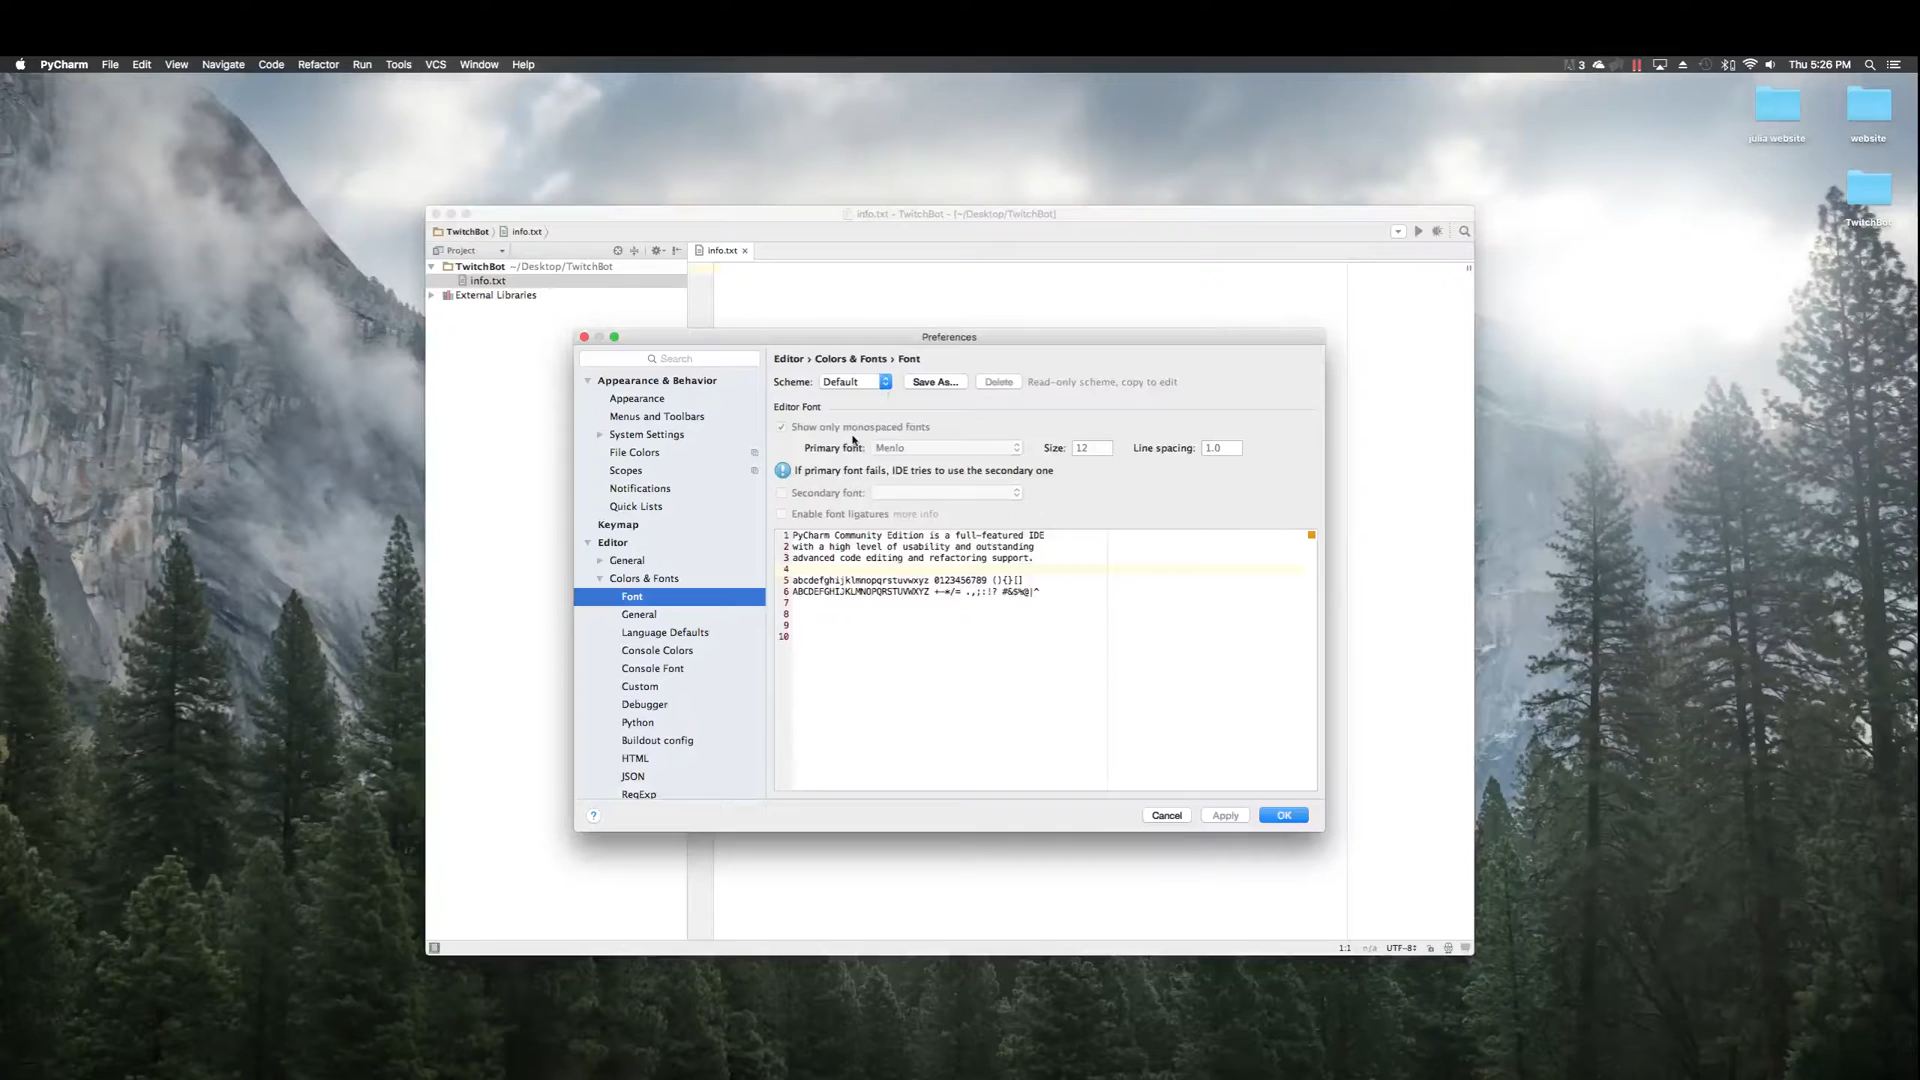 PyCharm File Edit View Navigate Code Refactor Run Tools VCS Window Help
3 Thu 5:26 PM
julia website website
TwitchBot
info.txt - TwitchBot - [~/Desktop/TwitchBot]
TwitchBot info.txt
Project
info.txt
TwitchBot ~/Desktop/TwitchBot
info.txt
External Libraries
Preferences
Search
Appearance & Behavior
Appearance
Menus and Toolbars
System Settings
File Colors
Scopes
Notifications
Quick Lists
Keymap
Editor
General
Colors & Fonts
Font
General
Language Defaults
Console Colors
Console Font
Custom
Debugger
Python
Buildout config
HTML
JSON
RegExp
Editor › Colors & Fonts › Font
Scheme: Default Save As... Delete Read-only scheme, copy to edit
Editor Font
Show only monospaced fonts
Primary font: Menlo Size: 12 Line spacing: 1.0
If primary font fails, IDE tries to use the secondary one
Secondary font:
Enable font ligatures more info
1 PyCharm Community Edition is a full-featured IDE
2 with a high level of usability and outstanding
3 advanced code editing and refactoring support.
4
5 abcdefghijklmnopqrstuvwxyz 0123456789 (){}[]
6 ABCDEFGHIJKLMNOPQRSTUVWXYZ +-*/= .,;:!? #&$%@|^
7
8
9
10
? Cancel Apply OK
1:1 n/a UTF-8